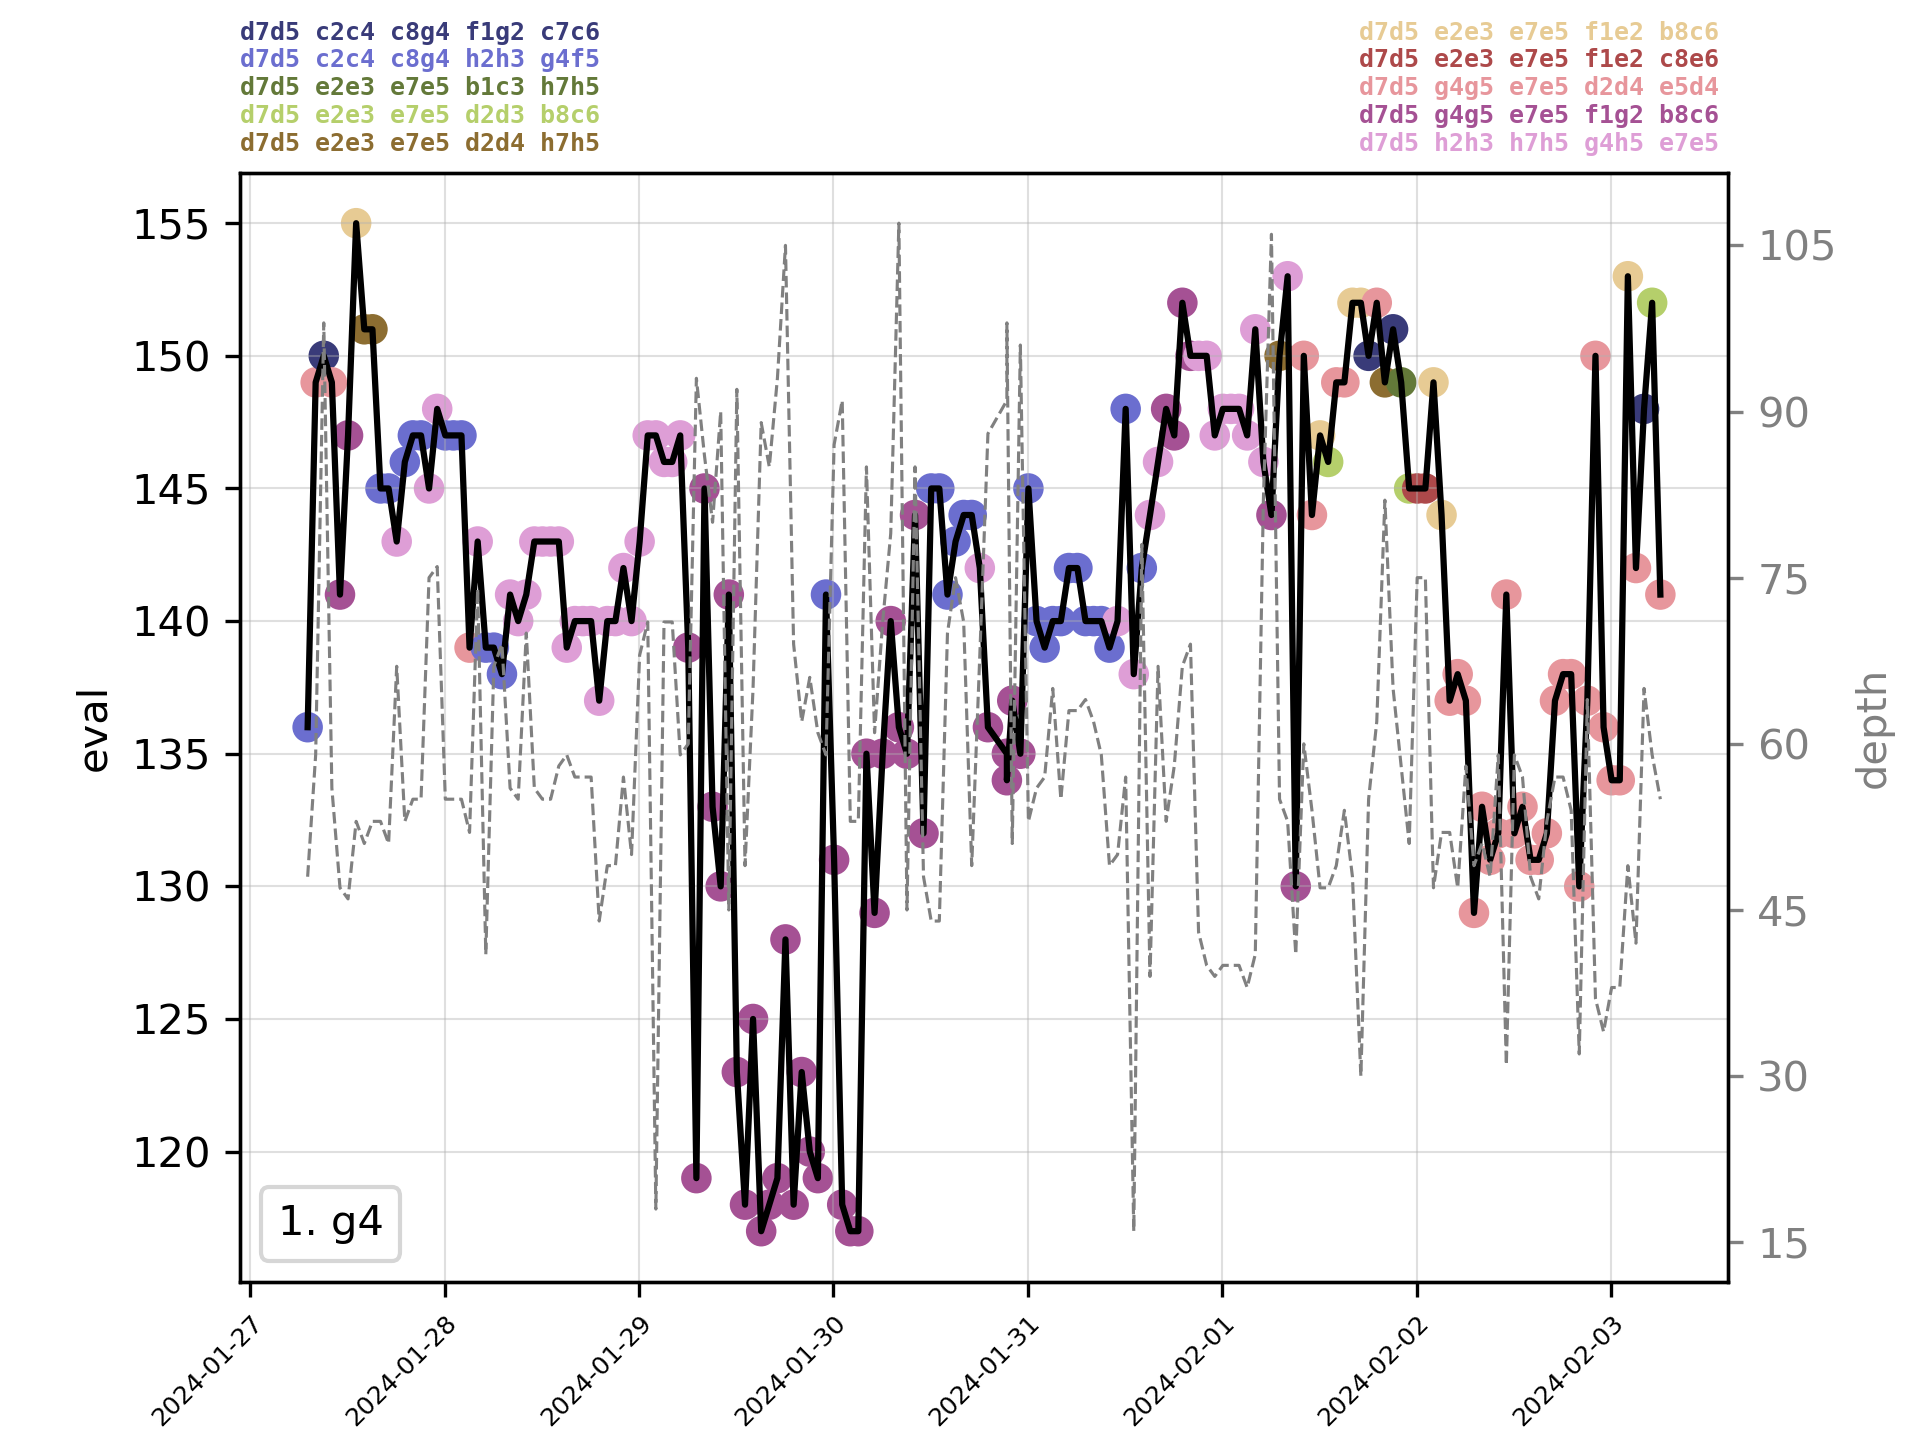 d7d5 c2c4 c8g4 f1g2 c7c6
d7d5 c2c4 c8g4 h2h3 g4f5
d7d5 e2e3 e7e5 b1c3 h7h5
d7d5 e2e3 e7e5 d2d3 b8c6
d7d5 e2e3 e7e5 d2d4 h7h5
d7d5 e2e3 e7e5 f1e2 b8c6
d7d5 e2e3 e7e5 f1e2 c8e6
d7d5 g4g5 e7e5 d2d4 e5d4
d7d5 g4g5 e7e5 f1g2 b8c6
d7d5 h2h3 h7h5 g4h5 e7e5
155
150
145
140
135
130
125
120
eval
105
90
75
60
45
30
15
depth
1. g4
2024-01-27
2024-01-28
2024-01-29
2024-01-30
2024-01-31
2024-02-01
2024-02-02
2024-02-03